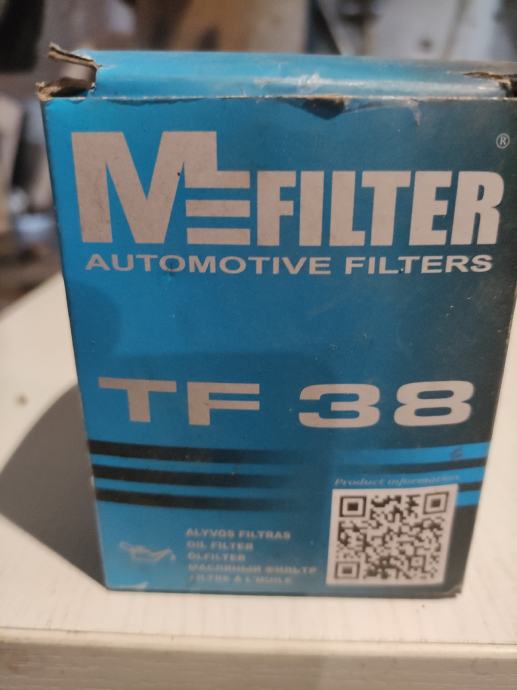 MFILTER®
AUTOMOTIVE FILTERS
TF 38
Product information
ALYVOS FILTRAS
OIL FILTER
ÖLFILTER
МАСЛЯНЫЙ ФИЛЬТР
FILTRE À L'HUILE